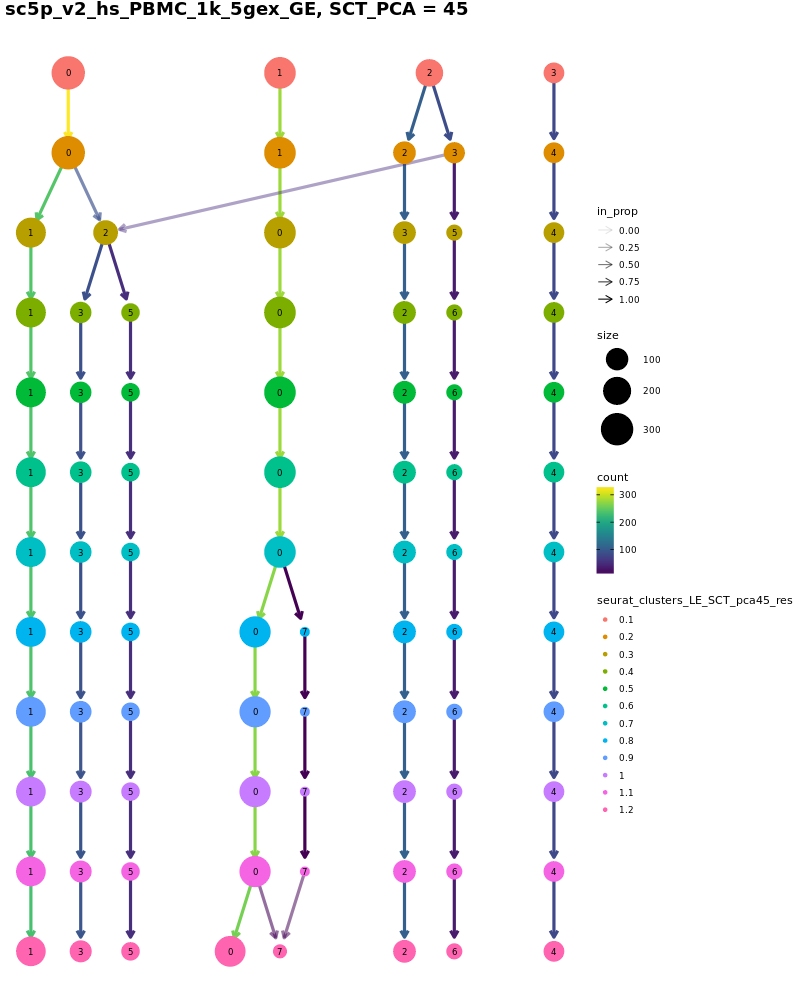 sc5p_v2_hs_PBMC_1k_5gex_GE, SCT_PCA = 45
0 1 2 3
0 1 2 3 4
1 2 0 3 5 4
1 3 5 0 2 6 4
1 3 5 0 2 6 4
1 3 5 0 2 6 4
1 3 5 0 2 6 4
1 3 5 0 7 2 6 4
1 3 5 0 7 2 6 4
1 3 5 0 7 2 6 4
1 3 5 0 7 2 6 4
1 3 5 0 7 2 6 4
in_prop
0.00
0.25
0.50
0.75
1.00
size
100
200
300
count
300
200
100
seurat_clusters_LE_SCT_pca45_res
0.1
0.2
0.3
0.4
0.5
0.6
0.7
0.8
0.9
1
1.1
1.2